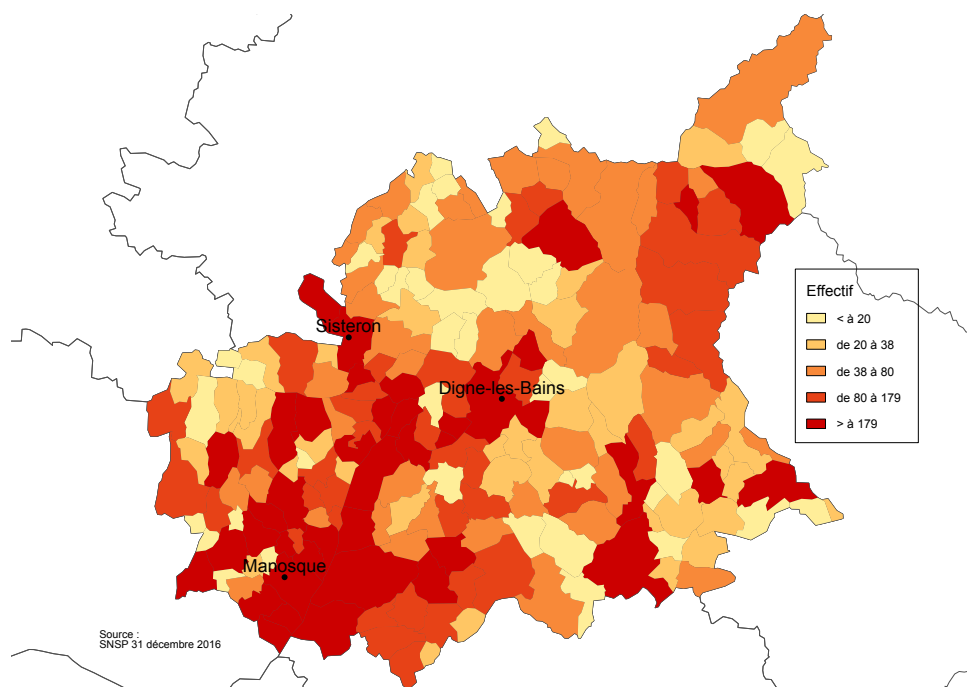 Sisteron
Digne-les-Bains
Manosque
Effectif
< à 20
de 20 à 38
de 38 à 80
de 80 à 179
> à 179
Source :
SNSP 31 décembre 2016